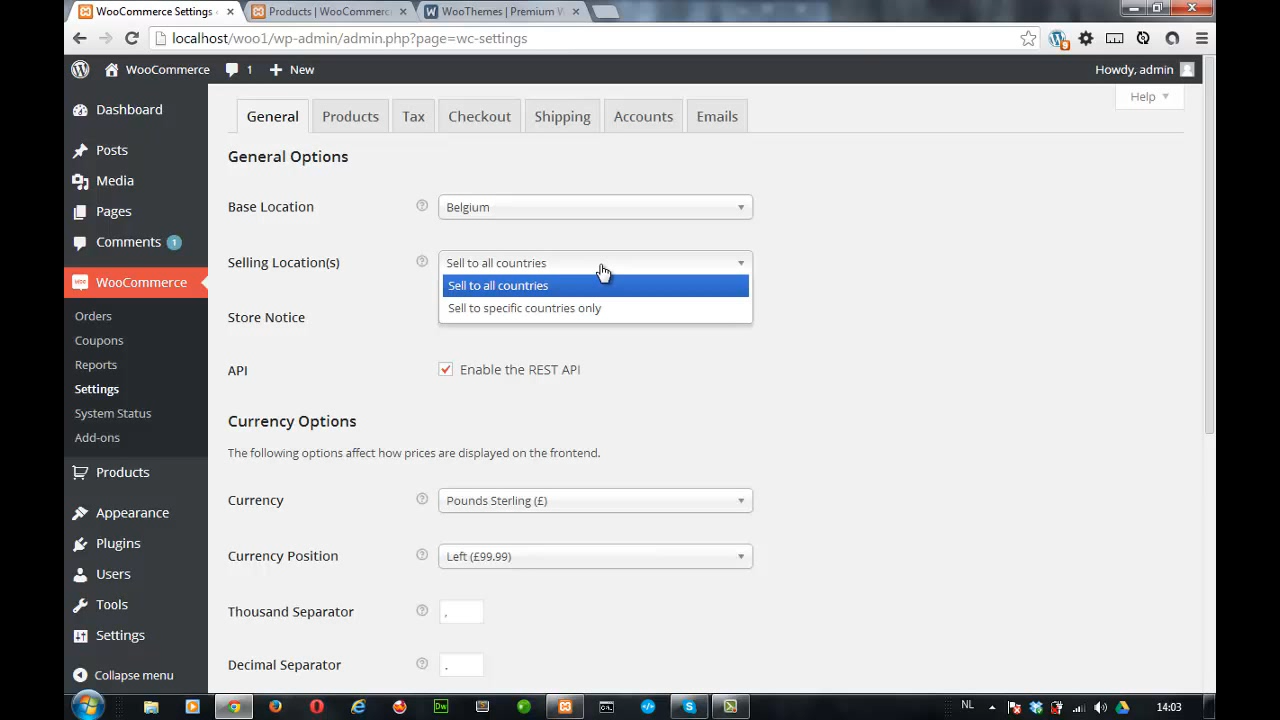 WooCommerce Settings
Products | WooCommerc
WooThemes | Premium W
localhost/woo1/wp-admin/admin.php?page=wc-settings
WooCommerce
1
New
Howdy, admin
Help
Dashboard
Posts
Media
Pages
Comments 1
WooCommerce
Orders
Coupons
Reports
Settings
System Status
Add-ons
Products
Appearance
Plugins
Users
Tools
Settings
Collapse menu
General
Products
Tax
Checkout
Shipping
Accounts
Emails
General Options
Base Location
Belgium
Selling Location(s)
Sell to all countries
Sell to all countries
Sell to specific countries only
Store Notice
API
Enable the REST API
Currency Options
The following options affect how prices are displayed on the frontend.
Currency
Pounds Sterling (£)
Currency Position
Left (£99.99)
Thousand Separator
,
Decimal Separator
.
NL
14:03